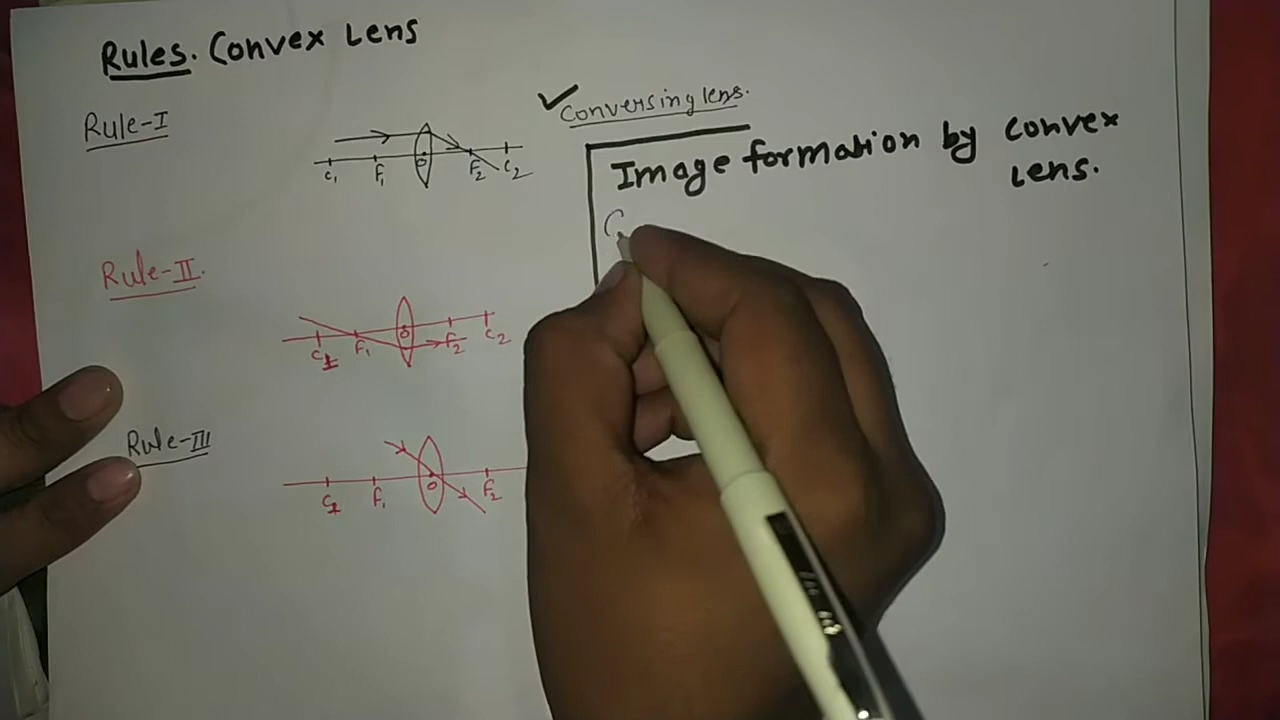 Rules. Convex Lens
✓ Conversing lens.
Rule-I
C₁ F₁ O F₂ C₂
Image formation by convex
lens.
C
Rule-II.
C₁ F₁ O F₂ C₂
Rule-III
C₁ F₁ O F₂